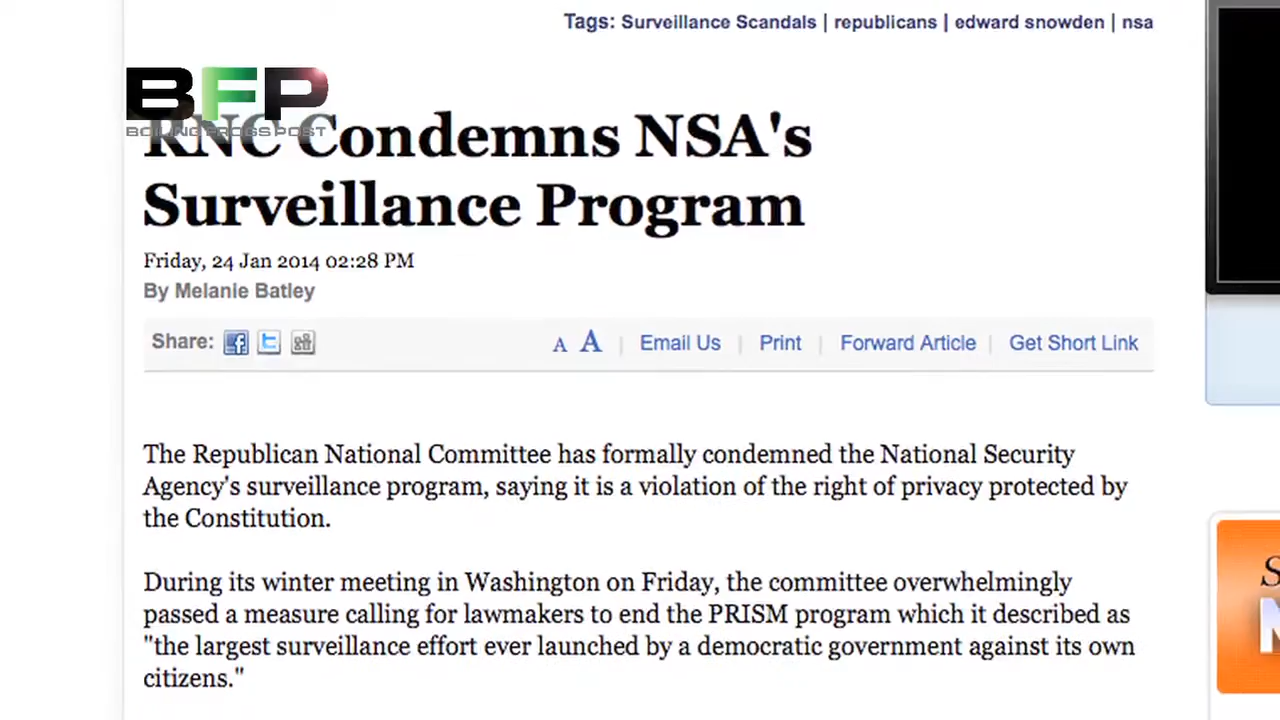 Tags: Surveillance Scandals | republicans | edward snowden | nsa
BFP
BOILING FROGS POST
RNC Condemns NSA's
Surveillance Program
Friday, 24 Jan 2014 02:28 PM
By Melanie Batley
Share:
A A | Email Us | Print | Forward Article | Get Short Link
The Republican National Committee has formally condemned the National Security
Agency's surveillance program, saying it is a violation of the right of privacy protected by
the Constitution.
During its winter meeting in Washington on Friday, the committee overwhelmingly
passed a measure calling for lawmakers to end the PRISM program which it described as
"the largest surveillance effort ever launched by a democratic government against its own
citizens."